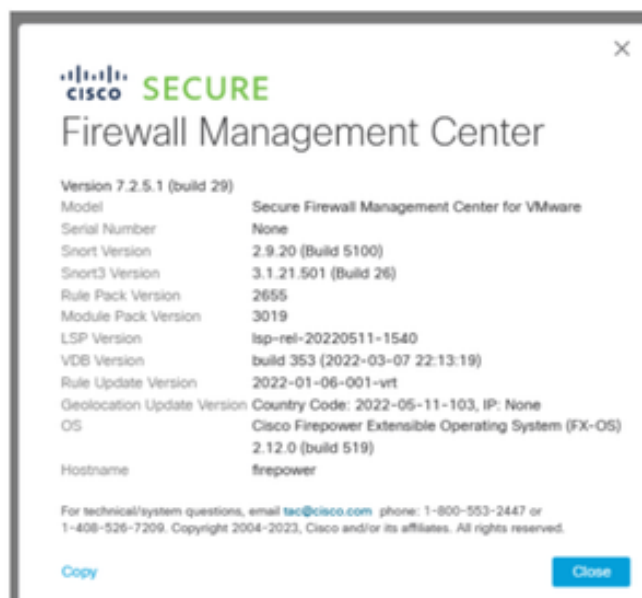 CISCO SECURE
Firewall Management Center
Version 7.2.5.1 (build 29)
Model Secure Firewall Management Center for VMware
Serial Number None
Snort Version 2.9.20 (Build 5100)
Snort3 Version 3.1.21.501 (Build 26)
Rule Pack Version 2655
Module Pack Version 3019
LSP Version lsp-rel-20220511-1540
VDB Version build 353 (2022-03-07 22:13:19)
Rule Update Version 2022-01-06-001-vrt
Geolocation Update Version Country Code: 2022-05-11-103, IP: None
OS Cisco Firepower Extensible Operating System (FX-OS)
2.12.0 (build 519)
Hostname firepower
For technical/system questions, email tac@cisco.com phone: 1-800-553-2447 or
1-408-526-7209. Copyright 2004-2023, Cisco and/or its affiliates. All rights reserved.
Copy Close